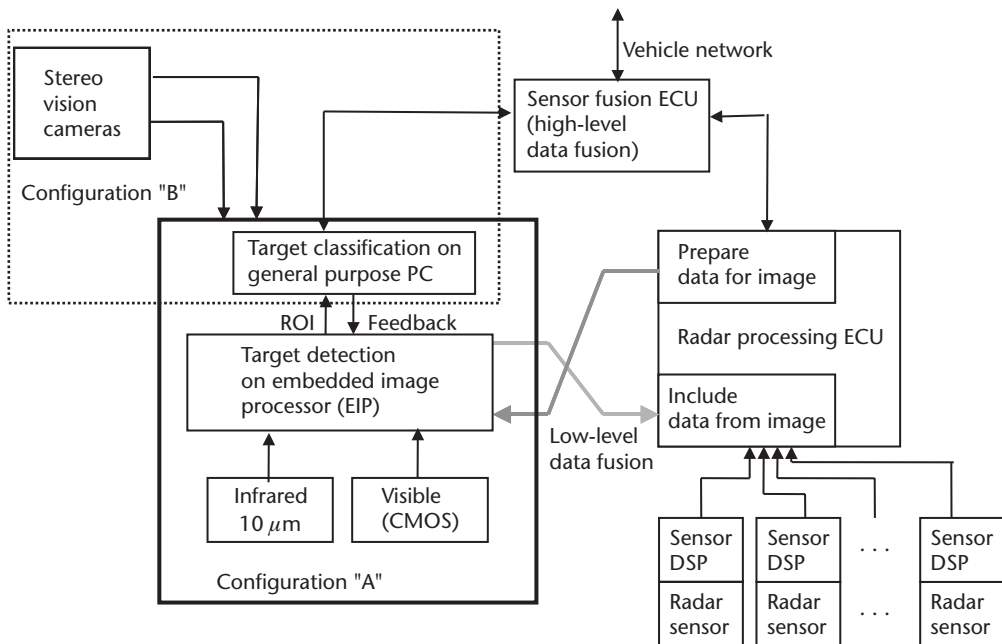 Vehicle network
Stereo
vision
cameras
Sensor fusion ECU
(high-level
data fusion)
Configuration "B"
Target classification on
general purpose PC
Prepare
data for image
ROI
Feedback
Radar processing ECU
Target detection
on embedded image
processor (EIP)
Include
data from image
Low-level
data fusion
Infrared
10 μm
Visible
(CMOS)
Configuration "A"
Sensor
DSP
Sensor
DSP
. . .
Sensor
DSP
Radar
sensor
Radar
sensor
. . .
Radar
sensor